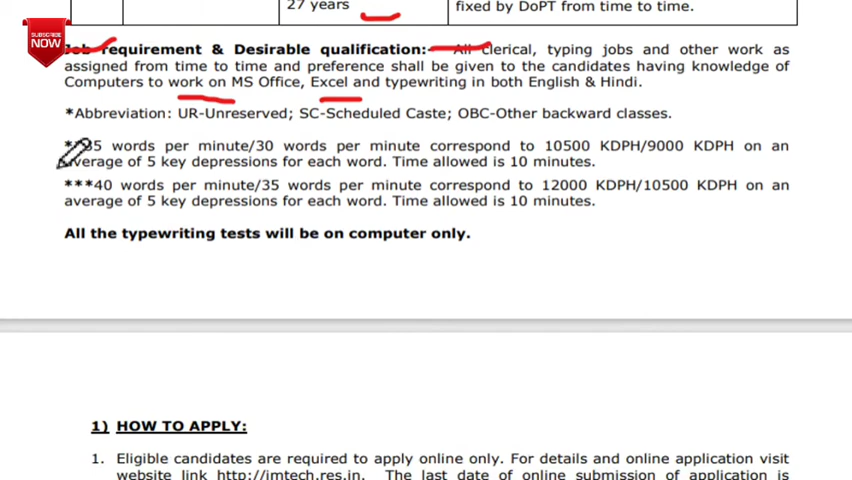 27 years
fixed by DoPT from time to time.
SUBSCRIBE
NOW
Job requirement & Desirable qualification:- All clerical, typing jobs and other work as
assigned from time to time and preference shall be given to the candidates having knowledge of
Computers to work on MS Office, Excel and typewriting in both English & Hindi.
*Abbreviation: UR-Unreserved; SC-Scheduled Caste; OBC-Other backward classes.
words per minute/30 words per minute correspond to 10500 KDPH/9000 KDPH on an
average of 5 key depressions for each word. Time allowed is 10 minutes.
***40 words per minute/35 words per minute correspond to 12000 KDPH/10500 KDPH on an
average of 5 key depressions for each word. Time allowed is 10 minutes.
All the typewriting tests will be on computer only.
1) HOW TO APPLY:
1. Eligible candidates are required to apply online only. For details and online application visit
website link http://imtech.res.in. The last date of online submission of application is